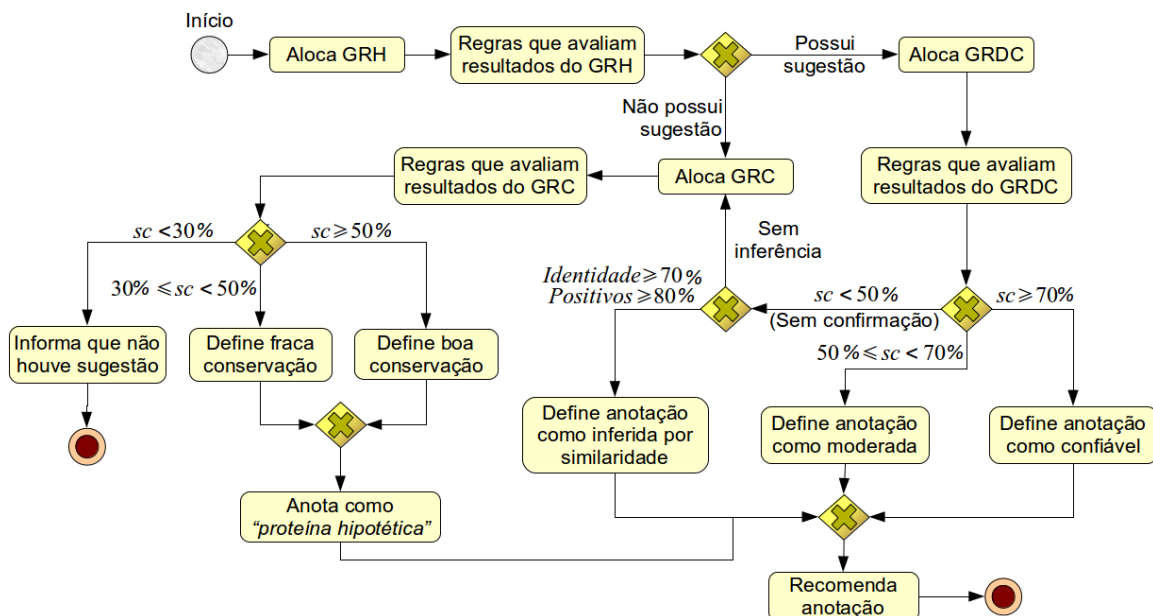 Início
Aloca GRH
Regras que avaliam
resultados do GRH
Possui
sugestão
Aloca GRDC
Não possui
sugestão
Regras que avaliam
resultados do GRC
Aloca GRC
Regras que avaliam
resultados do GRDC
sc <30%
sc≥50%
30% ≤sc < 50%
Sem
inferência
Identidade≥70%
Positivos≥80%
sc < 50%
(Sem confirmação)
sc≥70%
50%≤sc < 70%
Informa que não
houve sugestão
Define fraca
conservação
Define boa
conservação
Define anotação
como inferida por
similaridade
Define anotação
como moderada
Define anotação
como confiável
Anota como
“proteína hipotética”
Recomenda
anotação